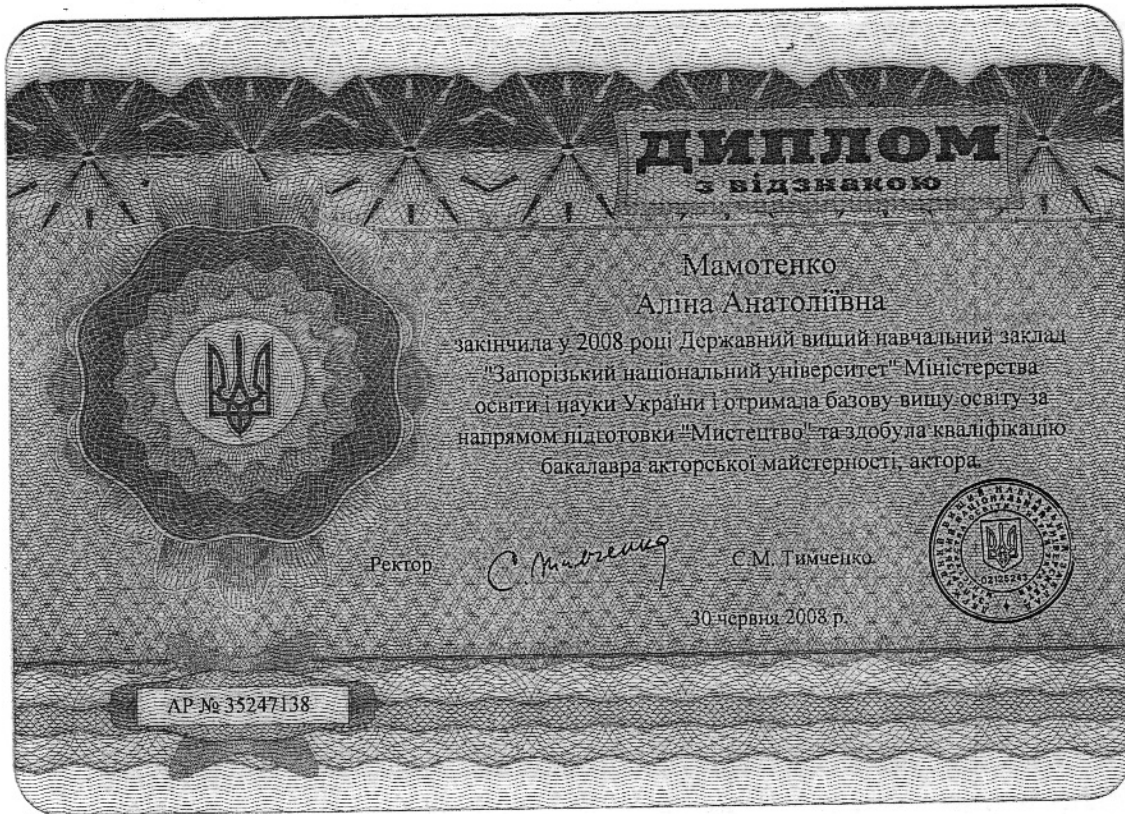 ДИПЛОМ
з відзнакою
Мамотенко
Аліна Анатоліївна
закінчила у 2008 році Державний вищий навчальний заклад
"Запорізький національний університет" Міністерства
освіти і науки України і отримала базову вищу освіту за
напрямом підготовки "Мистецтво" та здобула кваліфікацію
бакалавра акторської майстерності, актора.
Ректор С.М. Тимченко
02125243
30 червня 2008 р.
АР № 35247138